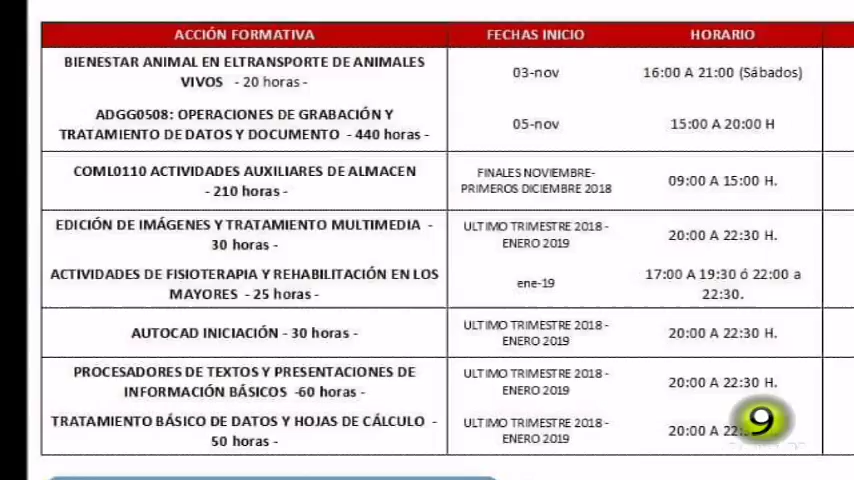 ACCIÓN FORMATIVA FECHAS INICIO HORARIO
BIENESTAR ANIMAL EN ELTRANSPORTE DE ANIMALES
VIVOS - 20 horas -
03-nov
16:00 A 21:00 (Sábados)
ADGG0508: OPERACIONES DE GRABACIÓN Y
TRATAMIENTO DE DATOS Y DOCUMENTO - 440 horas -
05-nov
15:00 A 20:00 H
COML0110 ACTIVIDADES AUXILIARES DE ALMACEN
- 210 horas -
FINALES NOVIEMBRE-
PRIMEROS DICIEMBRE 2018
09:00 A 15:00 H.
EDICIÓN DE IMÁGENES Y TRATAMIENTO MULTIMEDIA -
30 horas -
ULTIMO TRIMESTRE 2018 -
ENERO 2019
20:00 A 22:30 H.
ACTIVIDADES DE FISIOTERAPIA Y REHABILITACIÓN EN LOS
MAYORES - 25 horas -
ene-19
17:00 A 19:30 ó 22:00 a
22:30.
AUTOCAD INICIACIÓN - 30 horas -
ULTIMO TRIMESTRE 2018 -
ENERO 2019
20:00 A 22:30 H.
PROCESADORES DE TEXTOS Y PRESENTACIONES DE
INFORMACIÓN BÁSICOS -60 horas -
ULTIMO TRIMESTRE 2018 -
ENERO 2019
20:00 A 22:30 H.
TRATAMIENTO BÁSICO DE DATOS Y HOJAS DE CÁLCULO -
50 horas -
ULTIMO TRIMESTRE 2018 -
ENERO 2019
20:00 A
9